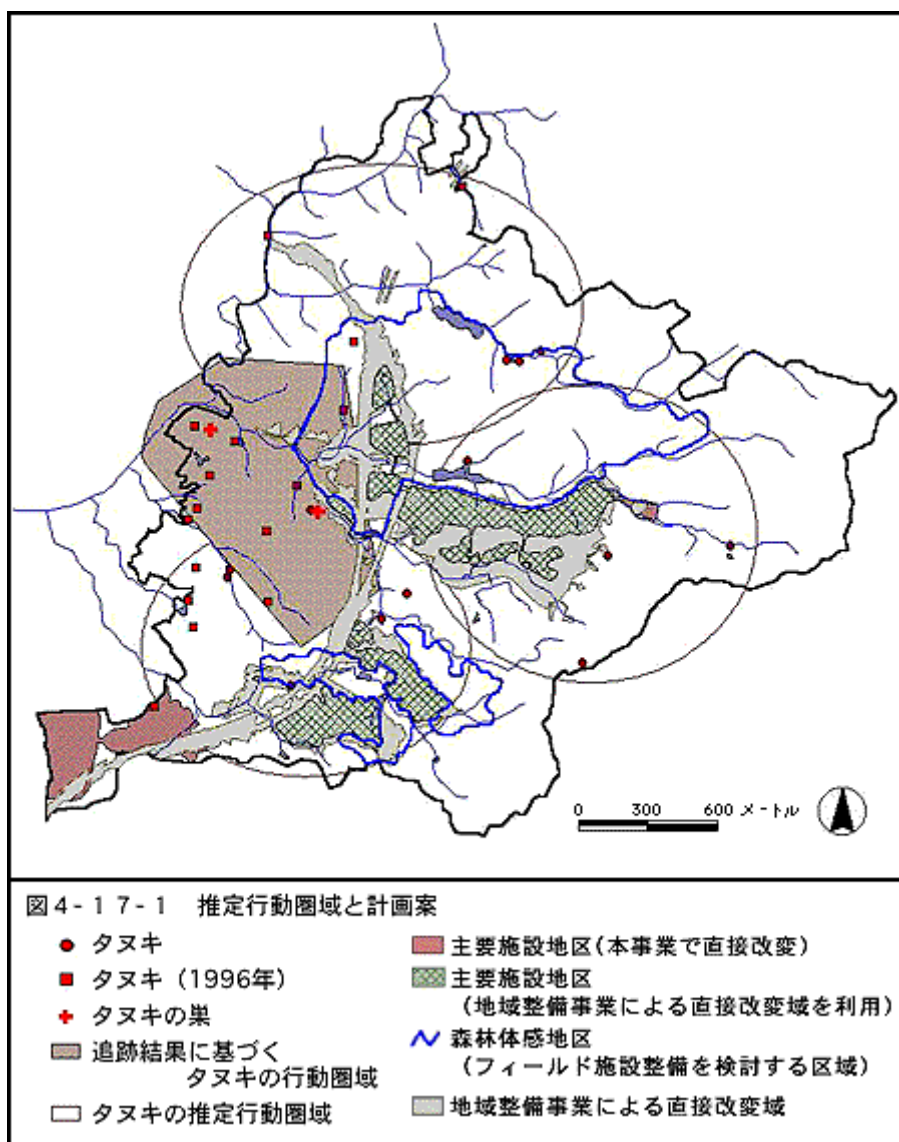 0 300 600 メートル
図4-17-1 推定行動圏域と計画案
タヌキ
タヌキ (1996年)
タヌキの巣
追跡結果に基づく
タヌキの行動圏域
タヌキの推定行動圏域
主要施設地区(本事業で直接改変)
主要施設地区
(地域整備事業による直接改変域を利用)
森林体感地区
(フィールド施設整備を検討する区域)
地域整備事業による直接改変域